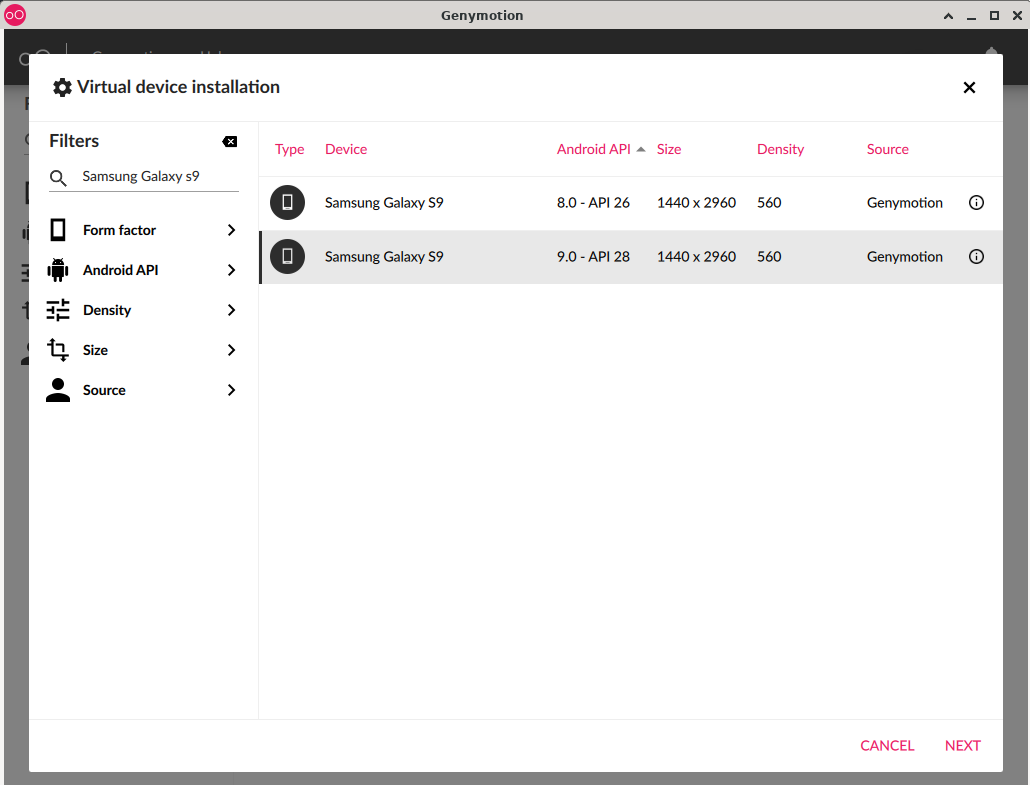 Genymotion
Virtual device installation
Filters
Samsung Galaxy s9
Form factor
Android API
Density
Size
Source
Type Device Android API Size Density Source
Samsung Galaxy S9 8.0 - API 26 1440 x 2960 560 Genymotion
Samsung Galaxy S9 9.0 - API 28 1440 x 2960 560 Genymotion
CANCEL NEXT